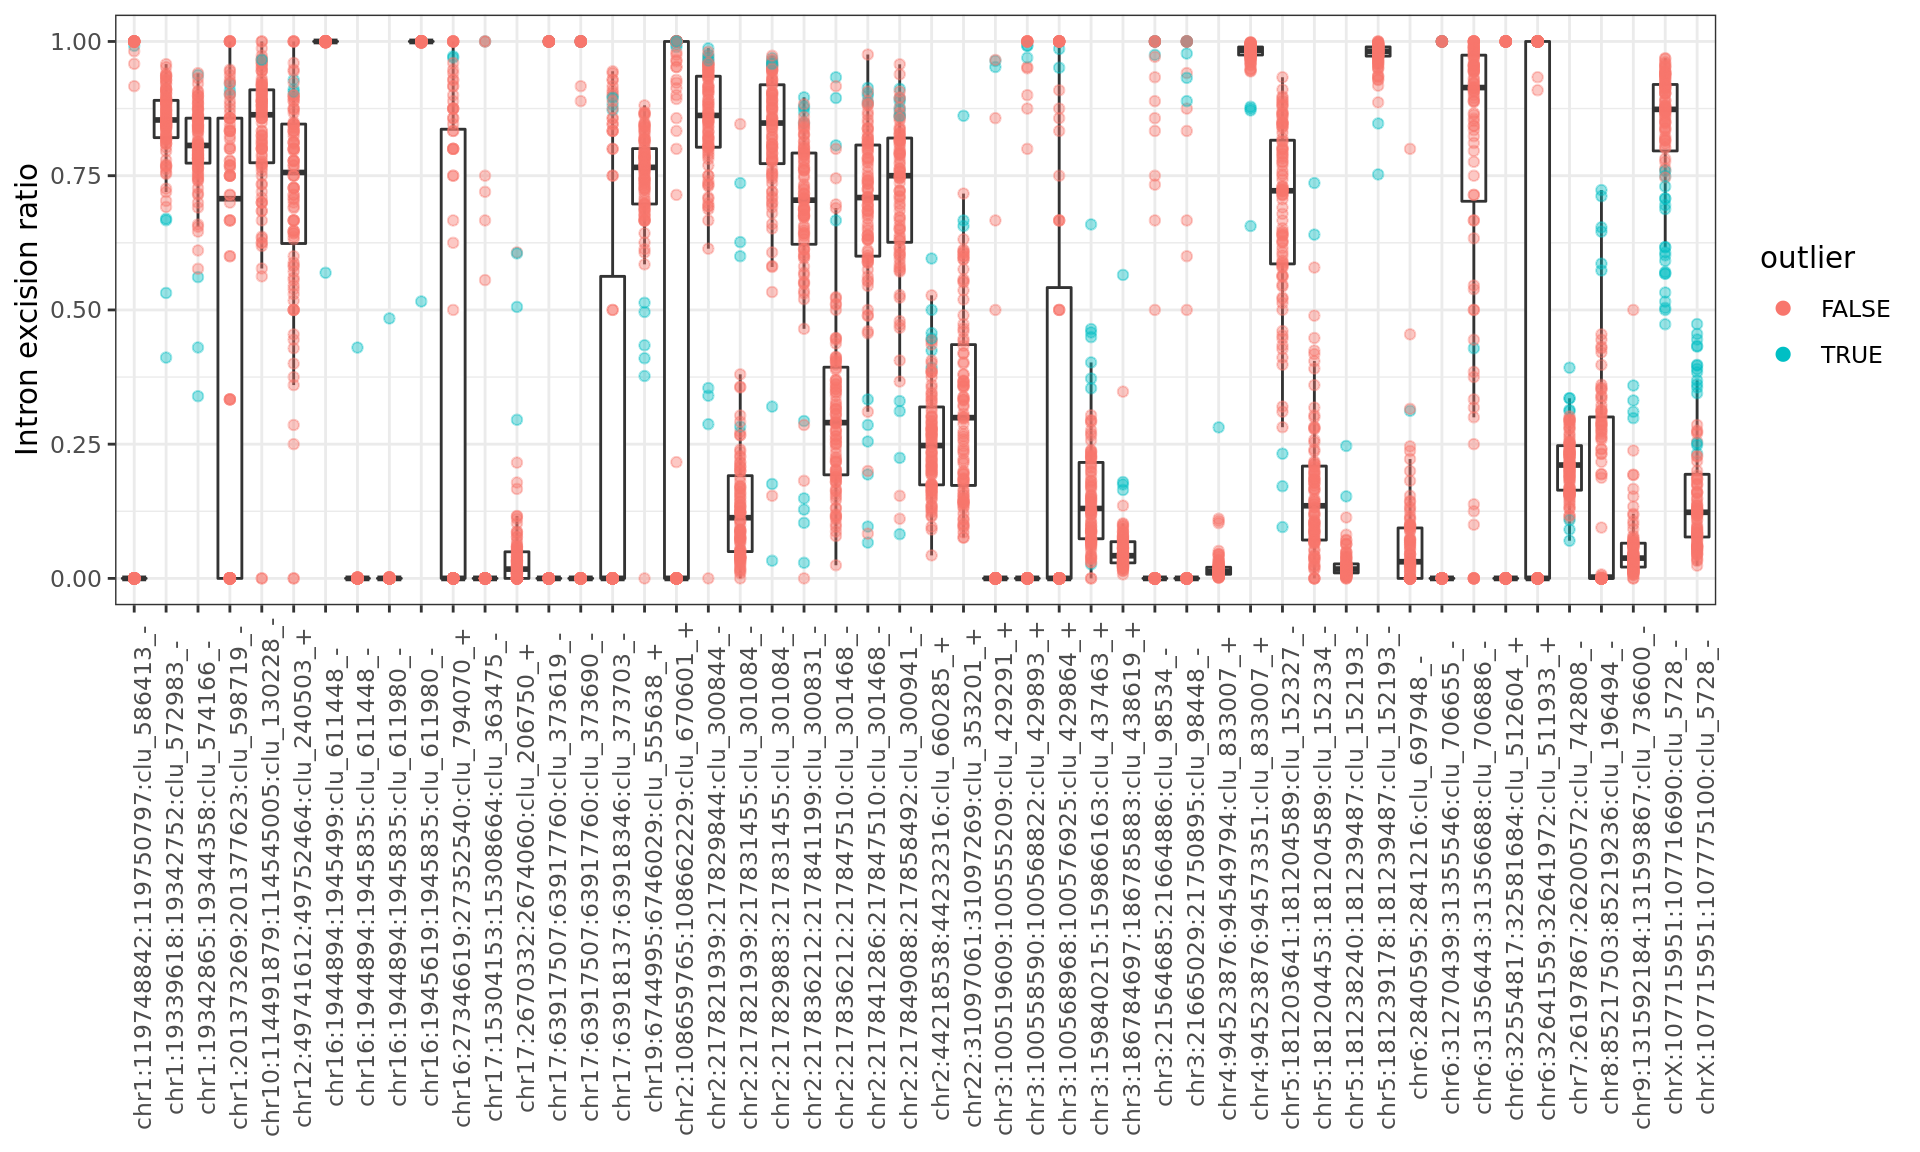 Intron excision ratio
1.00
0.75
0.50
0.25
0.00
outlier
FALSE
TRUE
chr1:119748842:119750797:clu_586413_-
chr1:19339618:19342752:clu_572983_-
chr1:19342865:19344358:clu_574166_-
chr1:201373269:201377623:clu_598719_-
chr10:114491879:114545005:clu_130228_-
chr12:49741612:49752464:clu_240503_+
chr16:1944894:1945499:clu_611448_-
chr16:1944894:1945835:clu_611448_-
chr16:1944894:1945835:clu_611980_-
chr16:1945619:1945835:clu_611980_-
chr16:27346619:27352540:clu_794070_+
chr17:15304153:15308664:clu_363475_-
chr17:2670332:2674060:clu_206750_+
chr17:63917507:63917760:clu_373619_-
chr17:63917507:63917760:clu_373690_-
chr17:63918137:63918346:clu_373703_-
chr19:6744995:6746029:clu_555638_+
chr2:108659765:108662229:clu_670601_+
chr2:217821939:217829844:clu_300844_-
chr2:217821939:217831455:clu_301084_-
chr2:217829883:217831455:clu_301084_-
chr2:217836212:217841199:clu_300831_-
chr2:217836212:217847510:clu_301468_-
chr2:217841286:217847510:clu_301468_-
chr2:217849088:217858492:clu_300941_-
chr2:44218538:44232316:clu_660285_+
chr22:31097061:31097269:clu_353201_+
chr3:100519609:100555209:clu_429291_+
chr3:100558590:100568822:clu_429893_+
chr3:100568968:100576925:clu_429864_+
chr3:159840215:159866163:clu_437463_+
chr3:186784697:186785883:clu_438619_+
chr3:21564685:21664886:clu_98534_-
chr3:21665029:21750895:clu_98448_-
chr4:94523876:94549794:clu_833007_+
chr4:94523876:94573351:clu_833007_+
chr5:181203641:181204589:clu_152327_-
chr5:181204453:181204589:clu_152334_-
chr5:181238240:181239487:clu_152193_-
chr5:181239178:181239487:clu_152193_-
chr6:2840595:2841216:clu_697948_-
chr6:31270439:31355546:clu_706655_-
chr6:31356443:31356688:clu_706886_-
chr6:32554817:32581684:clu_512604_+
chr6:32641559:32641972:clu_511933_+
chr7:26197867:26200572:clu_742808_-
chr8:85217503:85219236:clu_196494_-
chr9:131592184:131593867:clu_736600_-
chrX:107715951:107716690:clu_57728_-
chrX:107715951:107775100:clu_57728_-